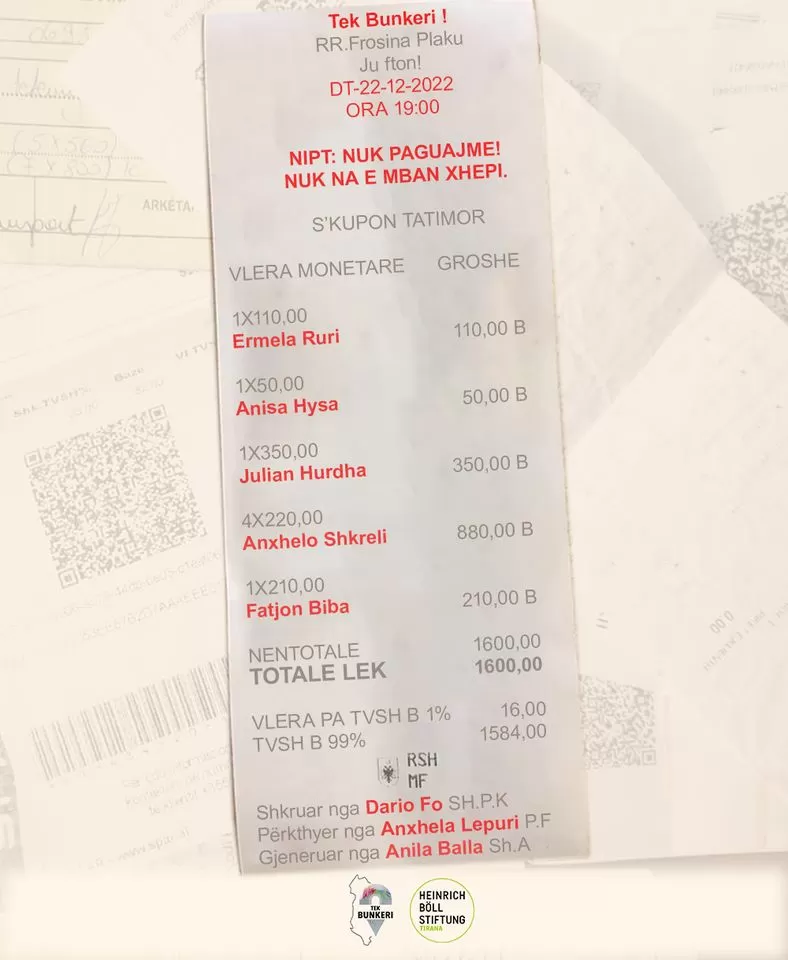 Tek Bunkeri !
RR.Frosina Plaku
Ju fton!
DT-22-12-2022
ORA 19:00
NIPT: NUK PAGUAJME!
NUK NA E MBAN XHEPI.
S'KUPON TATIMOR
VLERA MONETARE GROSHE
1X110,00
Ermela Ruri 110,00 B
1X50,00
Anisa Hysa 50,00 B
1X350,00
Julian Hurdha 350,00 B
4X220,00
Anxhelo Shkreli 880,00 B
1X210,00
Fatjon Biba 210,00 B
NENTOTALE 1600,00
TOTALE LEK 1600,00
VLERA PA TVSH B 1% 16,00
TVSH B 99% 1584,00
RSH
MF
Shkruar nga Dario Fo SH.P.K
Përkthyer nga Anxhela Lepuri P.F
Gjeneruar nga Anila Balla Sh.A
ARKETA
TEK
BUNKERI
HEINRICH
BÖLL
STIFTUNG
TIRANA